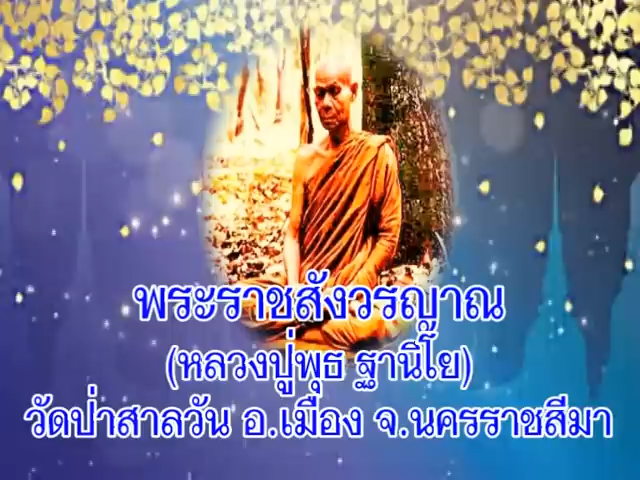 พระราชสังวรญาณ
(หลวงปู่พุธ ฐานิโย)
วัดป่าสาลวัน อ.เมือง จ.นครราชสีมา